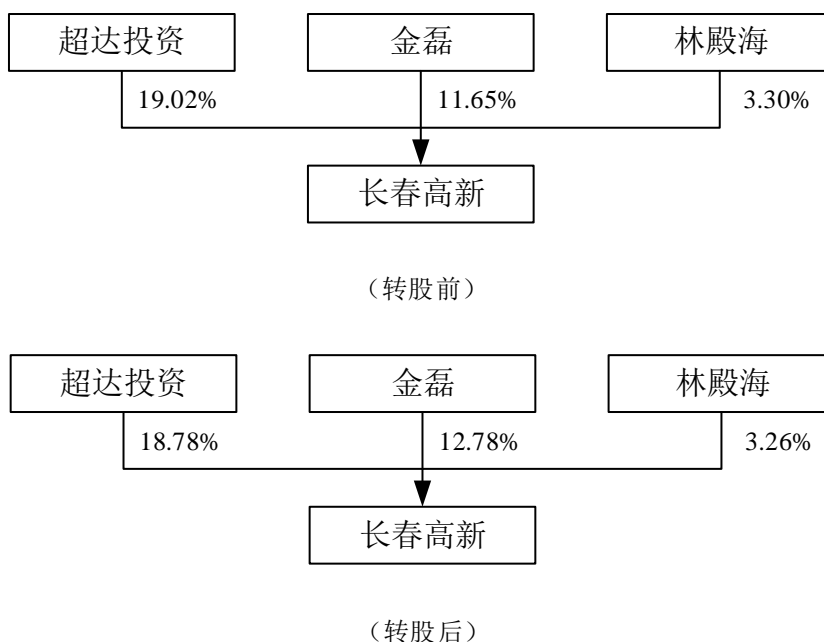 超达投资 金磊 林殿海
19.02% 11.65% 3.30%
长春高新
（转股前）
超达投资 金磊 林殿海
18.78% 12.78% 3.26%
长春高新
（转股后）